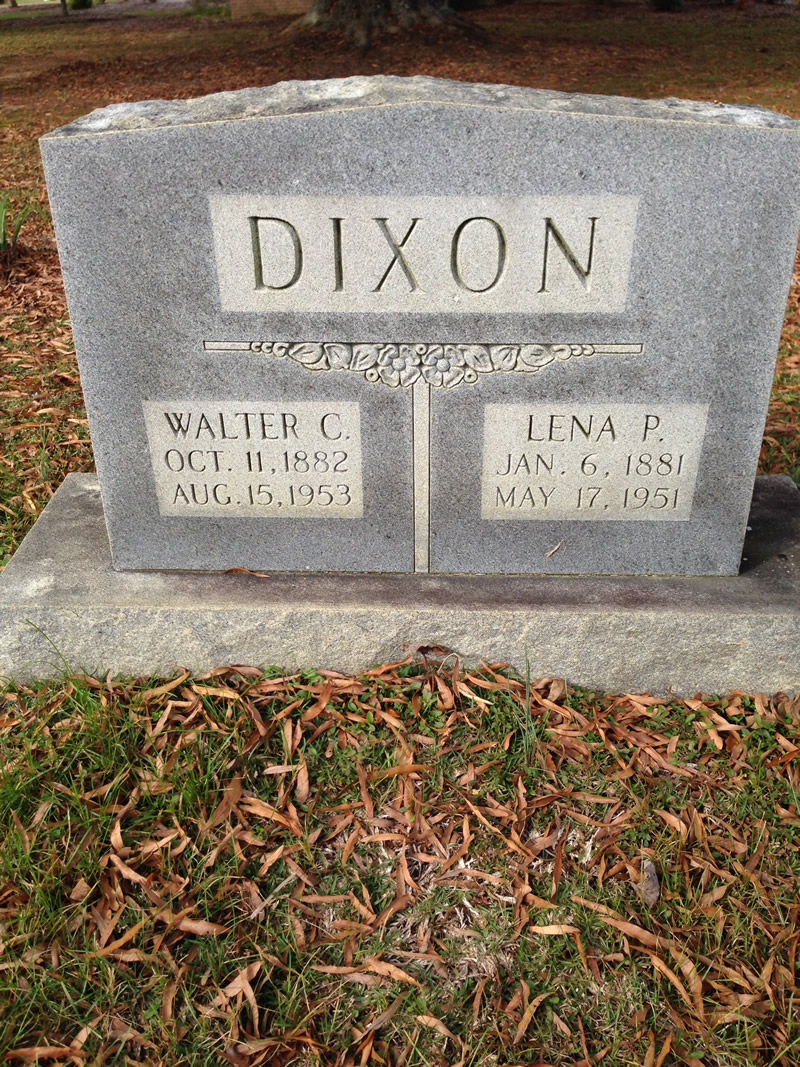 DIXON
WALTER C.
OCT. 11, 1882
AUG. 15, 1953
LENA P.
JAN. 6, 1881
MAY 17, 1951